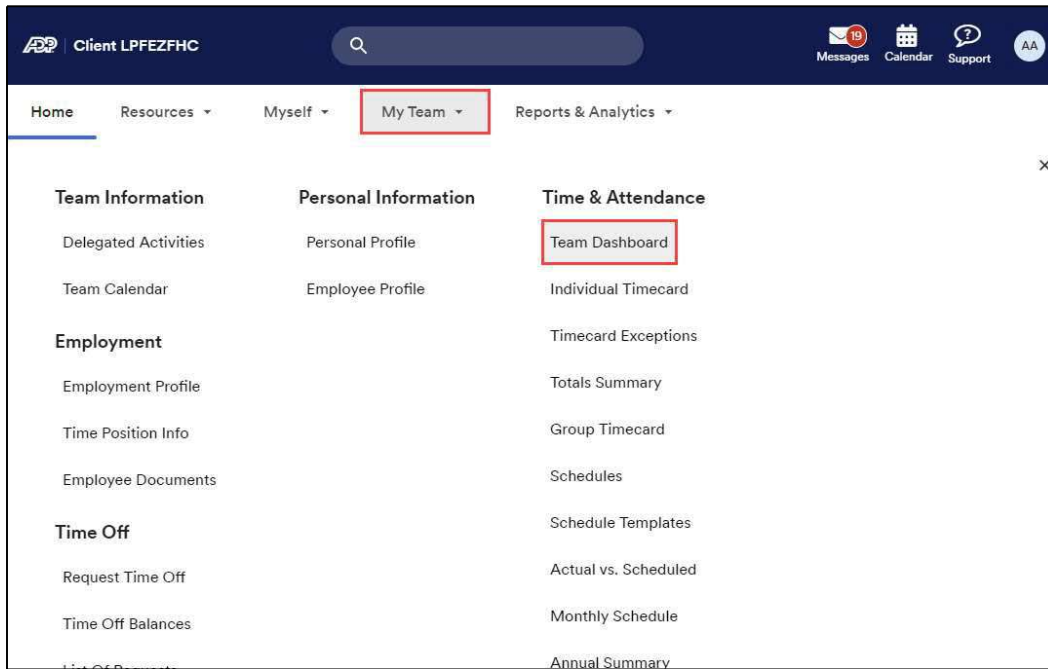 ADP Client LPFEZFHC
19
Messages Calendar Support
AA
Home Resources Myself My Team Reports & Analytics
Team Information
Delegated Activities
Team Calendar
Employment
Employment Profile
Time Position Info
Employee Documents
Time Off
Request Time Off
Time Off Balances
List Of Requests
Personal Information
Personal Profile
Employee Profile
Time & Attendance
Team Dashboard
Individual Timecard
Timecard Exceptions
Totals Summary
Group Timecard
Schedules
Schedule Templates
Actual vs. Scheduled
Monthly Schedule
Annual Summary